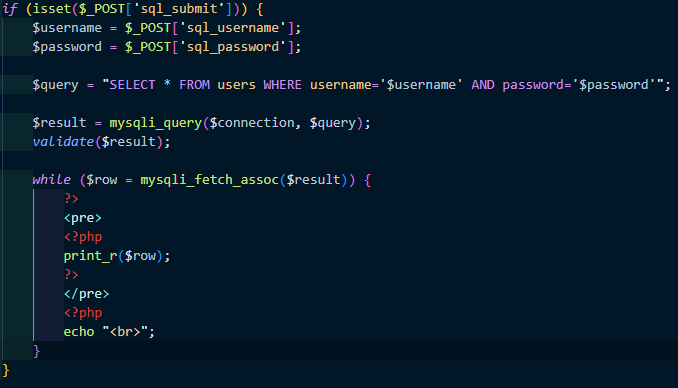 if (isset($_POST['sql_submit'])) {
    $username = $_POST['sql_username'];
    $password = $_POST['sql_password'];

    $query = "SELECT * FROM users WHERE username='$username' AND password='$password'";

    $result = mysqli_query($connection, $query);
    validate($result);

    while ($row = mysqli_fetch_assoc($result)) {
        ?>
        <pre>
        <?php
        print_r($row);
        ?>
        </pre>
        <?php
        echo "<br>";
    }
}